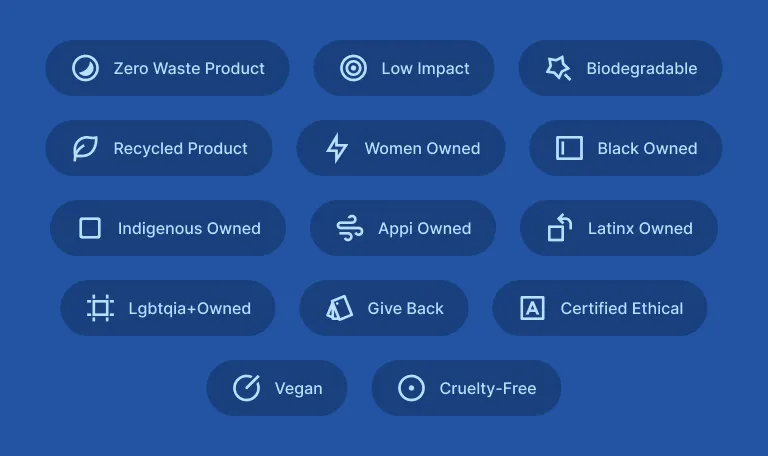 Zero Waste Product
Low Impact
Biodegradable
Recycled Product
Women Owned
Black Owned
Indigenous Owned
Appi Owned
Latinx Owned
Lgbtqia+Owned
Give Back
A
Certified Ethical
Vegan
Cruelty-Free